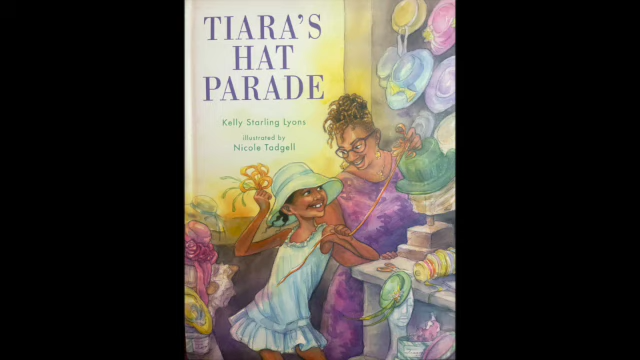 TIARA'S
HAT
PARADE
Kelly Starling Lyons
illustrated by
Nicole Tadgell